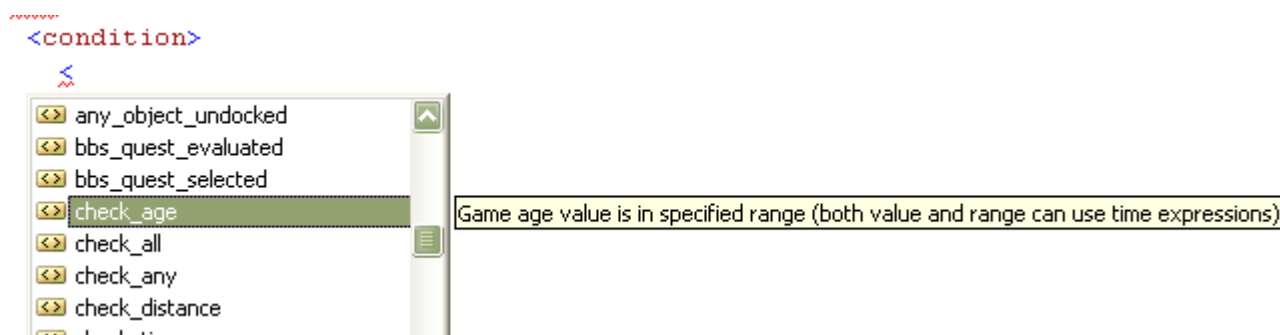 <condition>
<
any_object_undocked
bbs_quest_evaluated
bbs_quest_selected
check_age
Game age value is in specified range (both value and range can use time expressions)
check_all
check_any
check_distance